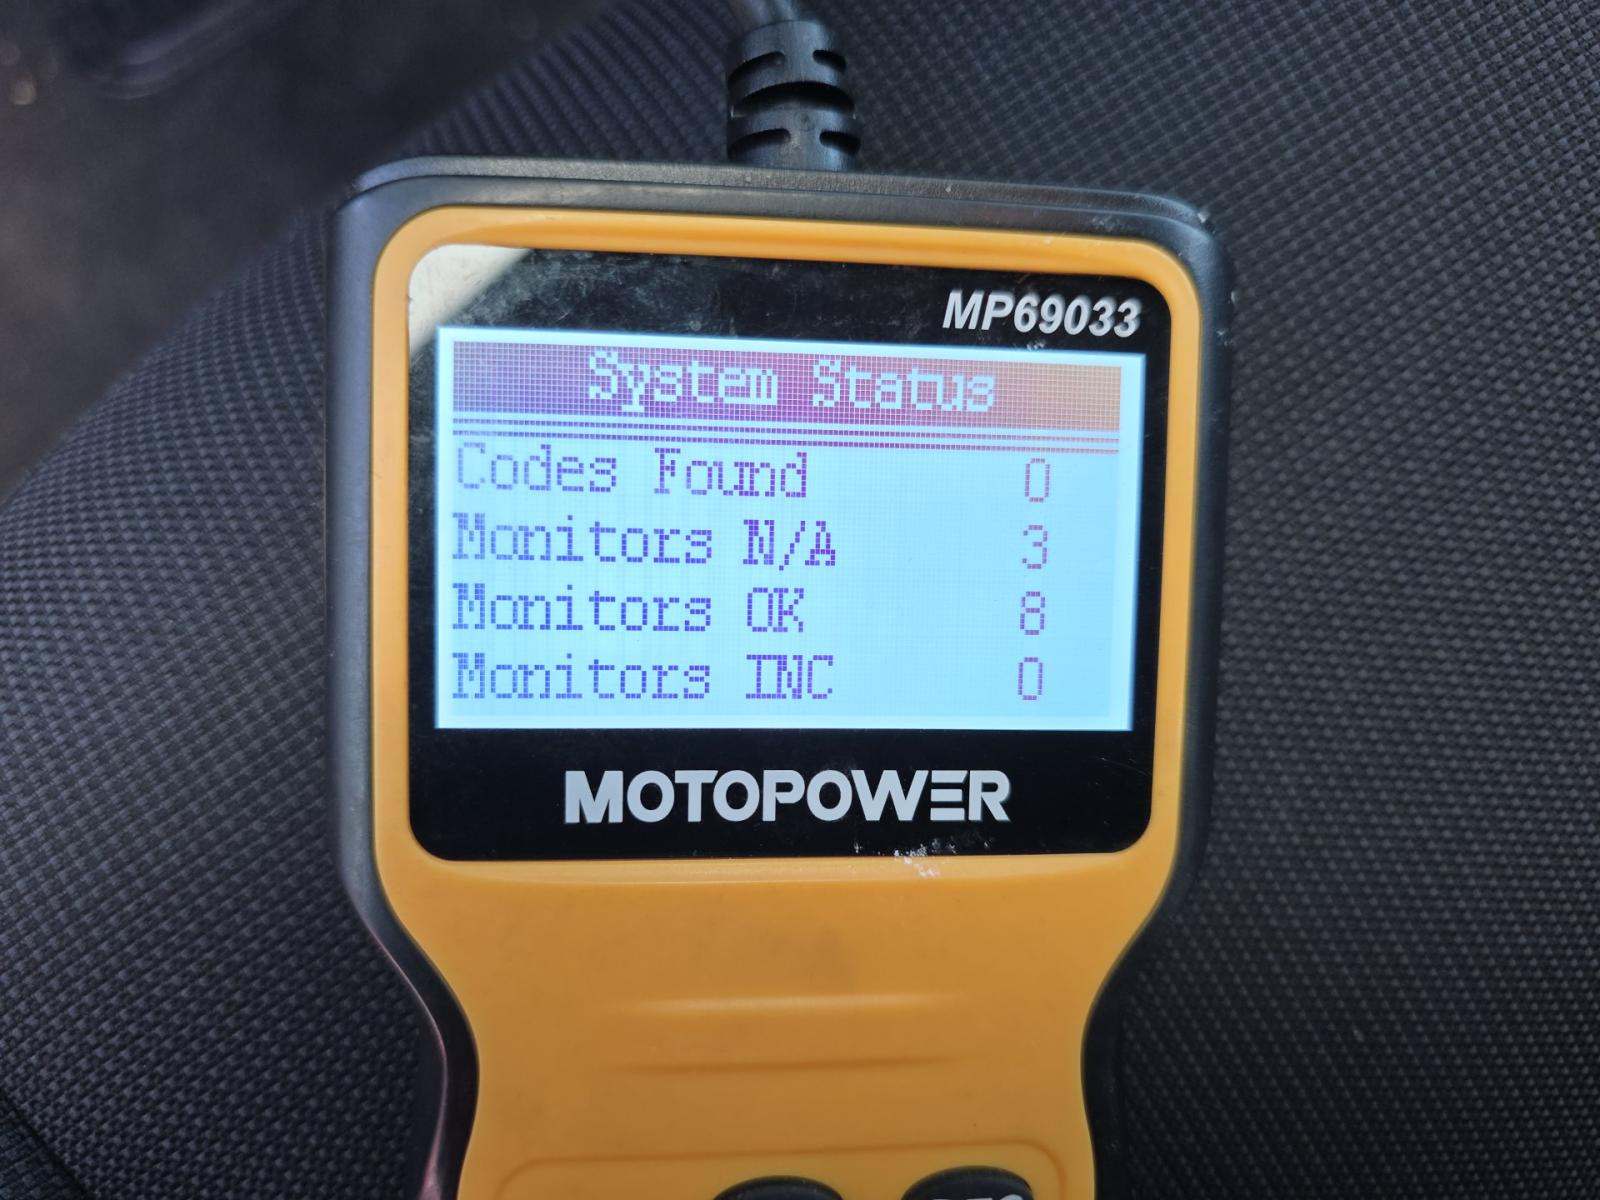 MP69033
System Status
Codes Found 0
Monitors N/A 3
Monitors OK 8
Monitors INC 0
MOTOPOWER